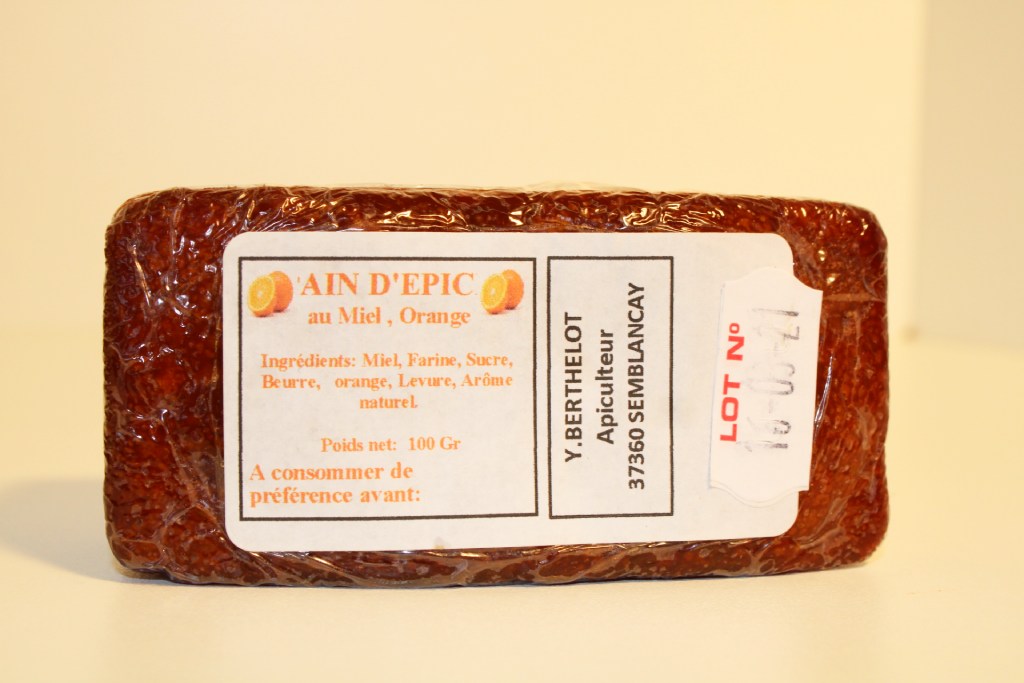 'AIN D'EPIC
au Miel , Orange
Ingrédients: Miel, Farine, Sucre,
Beurre, orange, Levure, Arôme
naturel.
Poids net: 100 Gr
A consommer de
préférence avant:
Y.BERTHELOT
Apiculteur
37360 SEMBLANCAY
LOT Nº